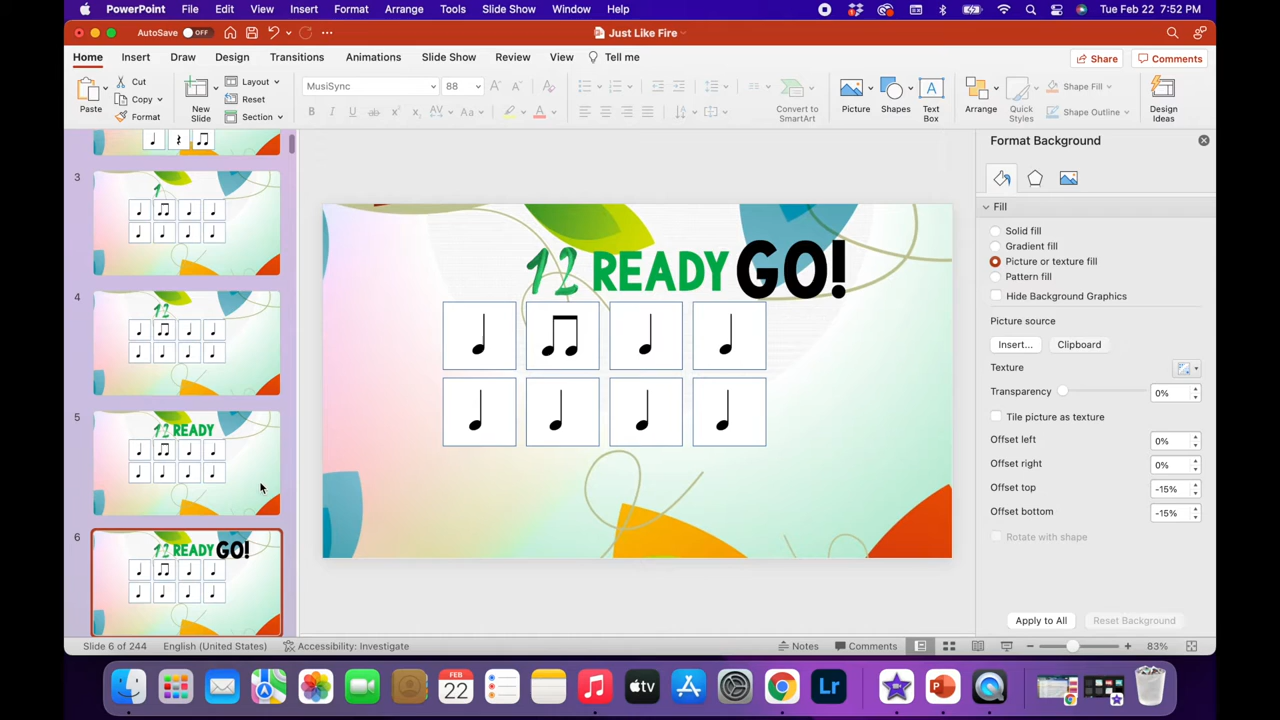 PowerPoint File Edit View Insert Format Arrange Tools Slide Show Window Help Tue Feb 22 7:52 PM
AutoSave OFF Just Like Fire
Home Insert Draw Design Transitions Animations Slide Show Review View Tell me Share Comments
Paste Cut Copy Format New Slide Layout Reset Section MusiSync 88 Convert to SmartArt Picture Shapes Text Box Arrange Quick Styles Shape Fill Shape Outline Design Ideas
3
1
4
12
5
12 READY
6
12 READY GO!
12 READY GO!
Format Background
Fill
Solid fill
Gradient fill
Picture or texture fill
Pattern fill
Hide Background Graphics
Picture source
Insert... Clipboard
Texture
Transparency 0%
Tile picture as texture
Offset left 0%
Offset right 0%
Offset top -15%
Offset bottom -15%
Rotate with shape
Apply to All Reset Background
Slide 6 of 244 English (United States) Accessibility: Investigate Notes Comments 83%
FEB
22
tv
Lr
P